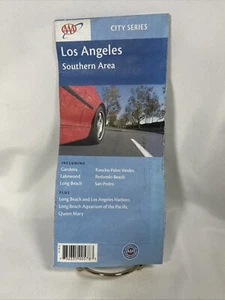 AAA
CITY SERIES
Los Angeles
Southern Area
INCLUDING
Gardena
Rancho Palos Verdes
Lakewood
Redondo Beach
Long Beach
San Pedro
PLUS
Long Beach and Los Angeles Harbors
Long Beach Aquarium of the Pacific
Queen Mary